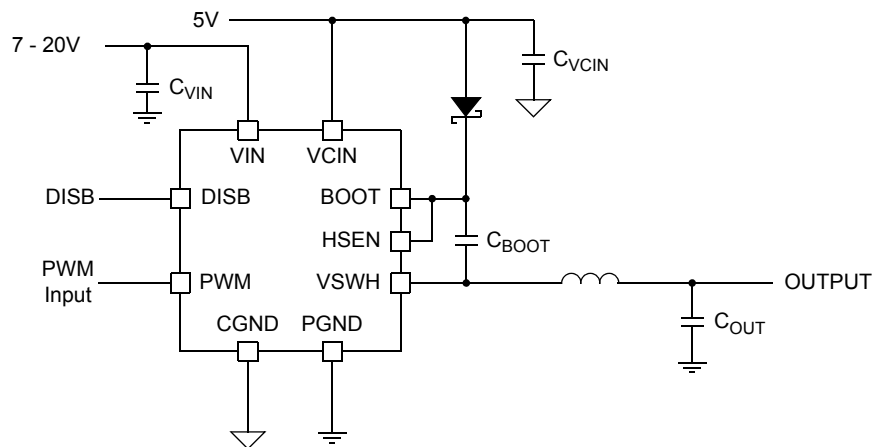 5V
7 - 20V
CVCIN
CVIN
VIN
VCIN
DISB
DISB
BOOT
HSEN
CBOOT
PWM
Input
PWM
VSWH
OUTPUT
CGND
PGND
COUT